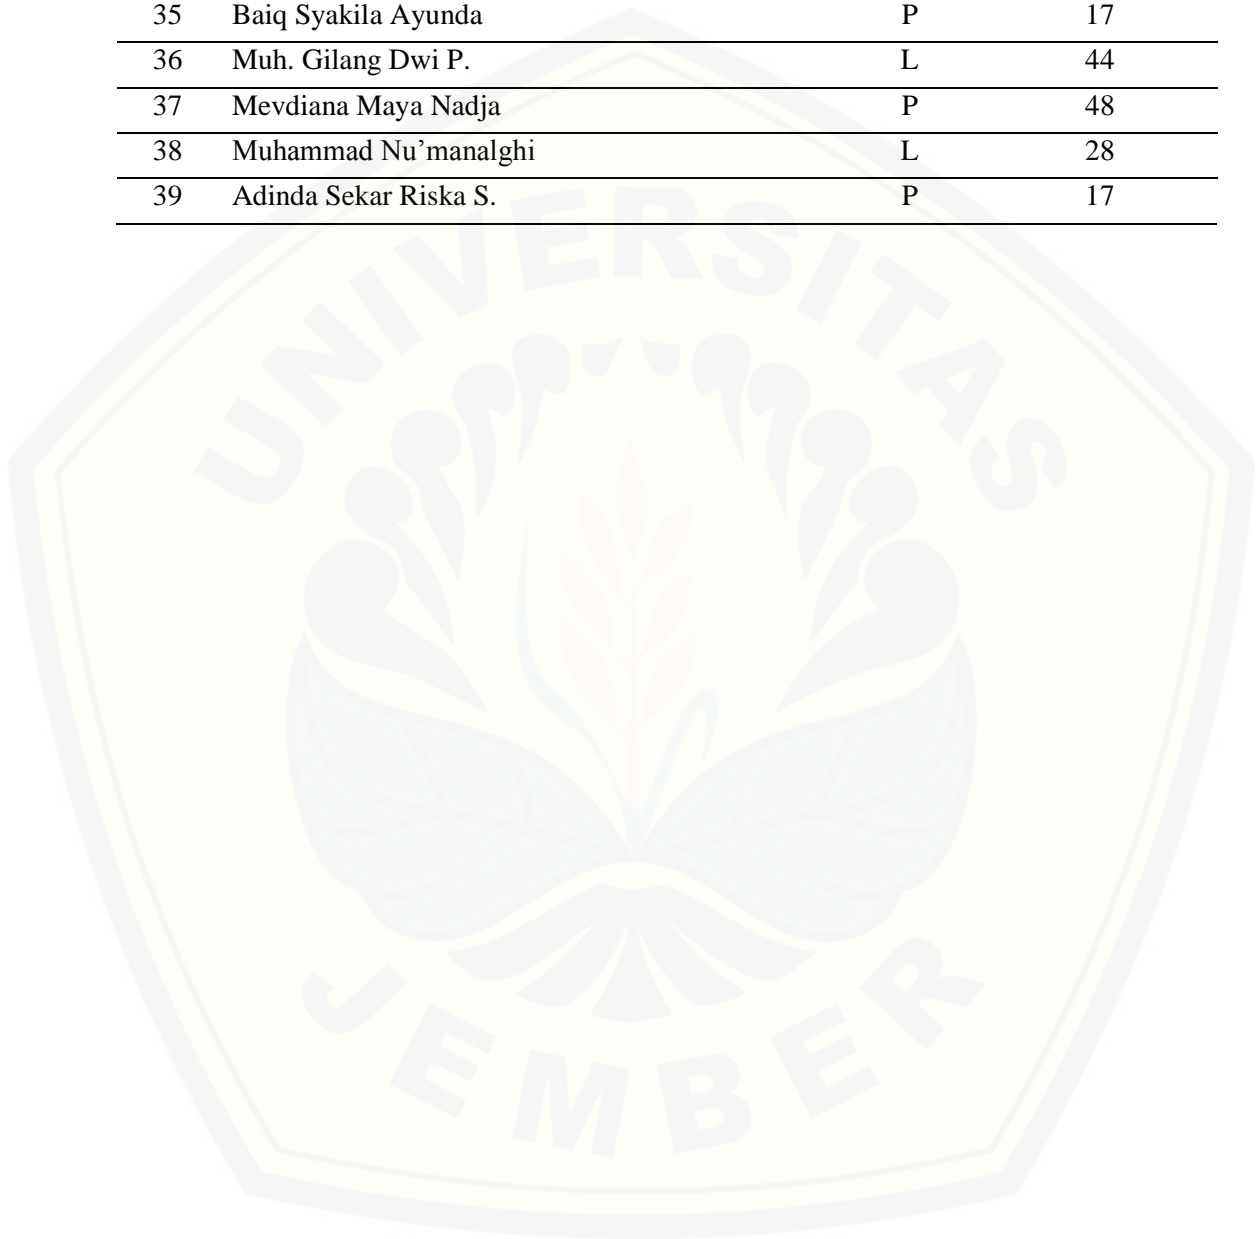 35 Baiq Syakila Ayunda P 17
36 Muh. Gilang Dwi P. L 44
37 Mevdiana Maya Nadja P 48
38 Muhammad Nu’manalghi L 28
39 Adinda Sekar Riska S. P 17
UNIVERSITAS
JEMBER